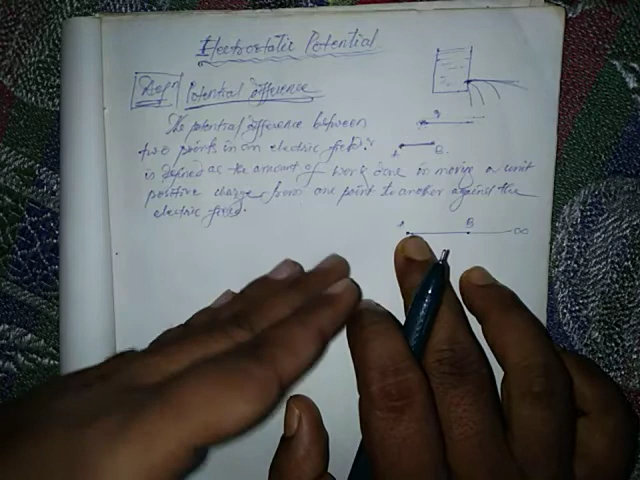 Electrostatic Potential
Defn Potential difference
The potential difference between
two points in an electric field
is defined as the amount of work done in moving a unit
positive charge from one point to another against the
electric field.
A B
A B ∞